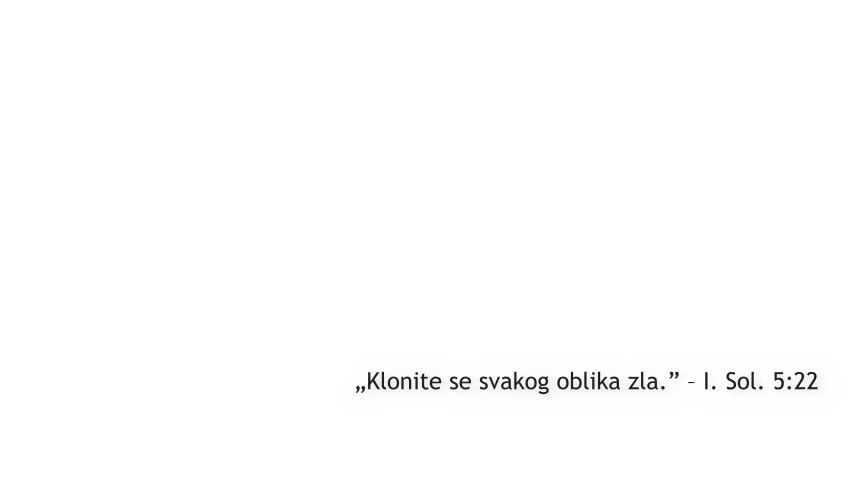 „Klonite se svakog oblika zla.” – I. Sol. 5:22